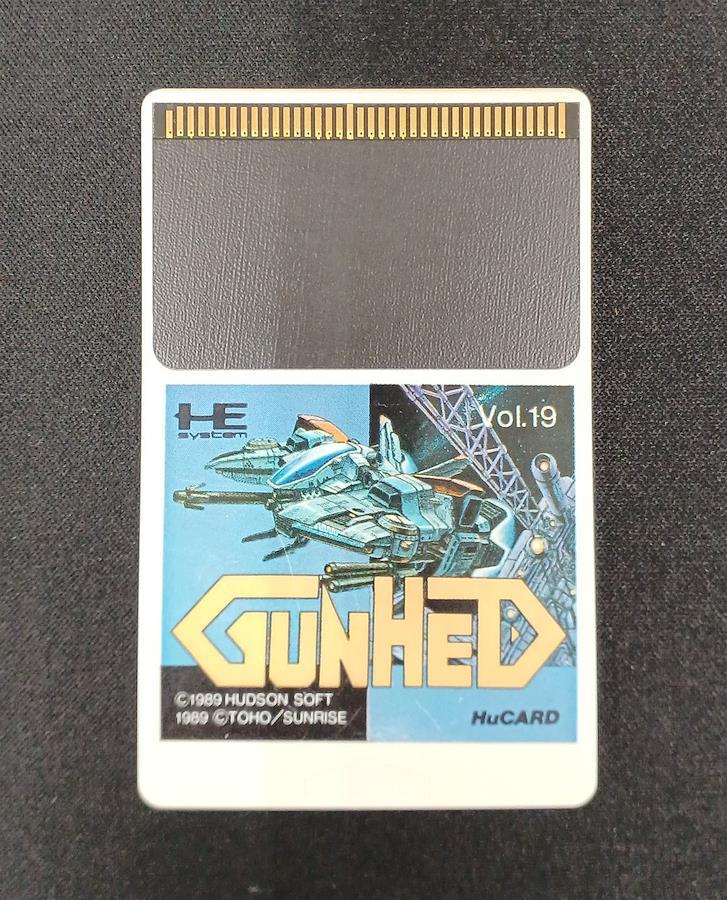 HE
system
Vol.19
GUNHED
©1989 HUDSON SOFT
1989 ©TOHO/SUNRISE
HuCARD